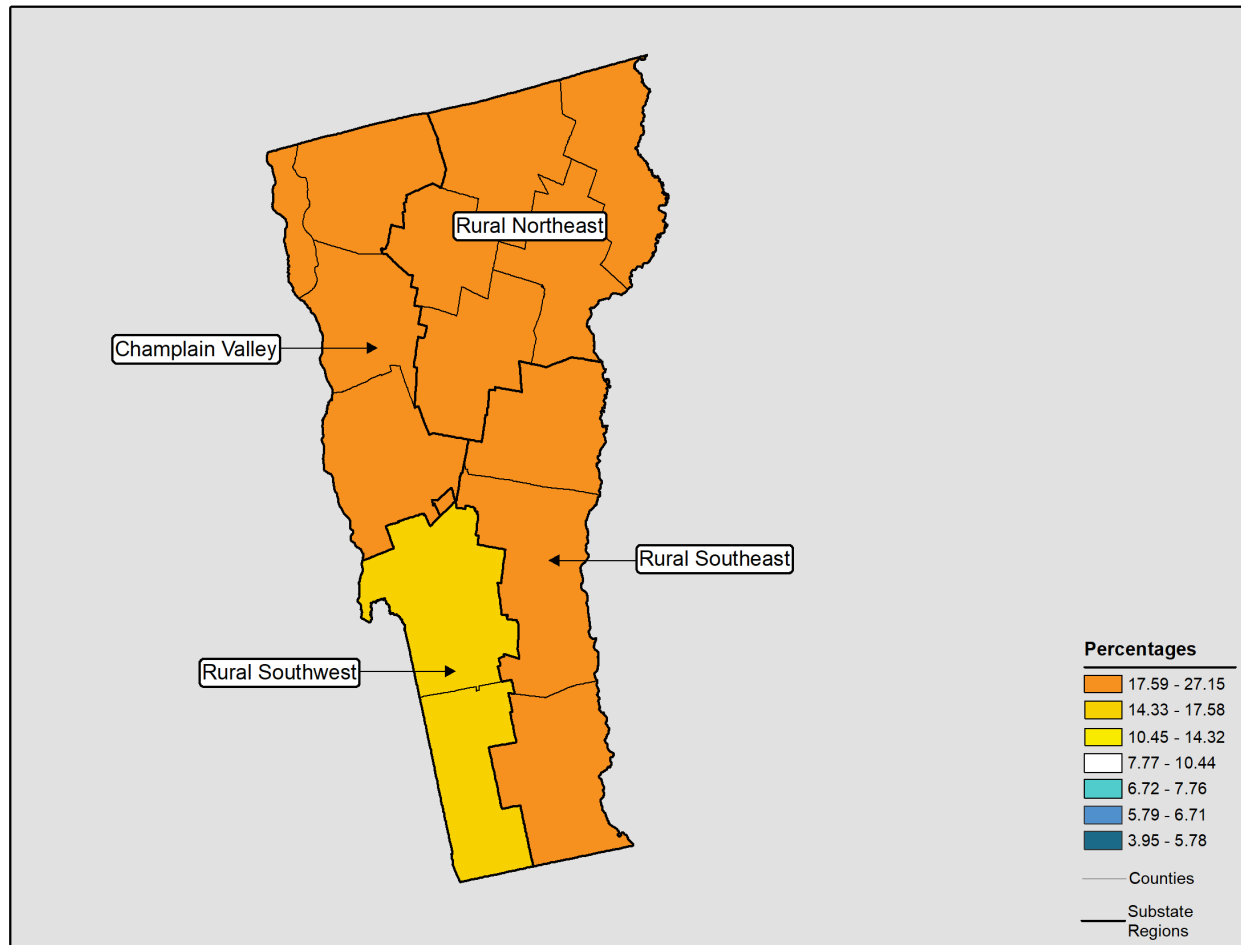 Rural Northeast
Champlain Valley
Rural Southeast
Rural Southwest
Percentages
17.59 - 27.15
14.33 - 17.58
10.45 - 14.32
7.77 - 10.44
6.72 - 7.76
5.79 - 6.71
3.95 - 5.78
Counties
Substate
Regions